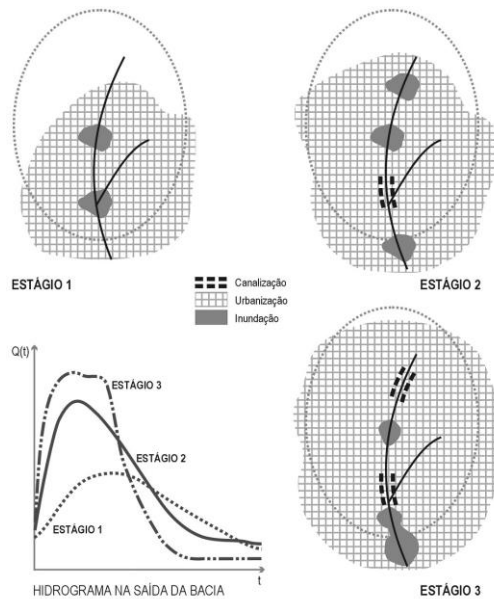 ESTÁGIO 1
ESTÁGIO 2
Canalização
Urbanização
Inundação
Q(t)
ESTÁGIO 3
ESTÁGIO 2
ESTÁGIO 1
t
HIDROGRAMA NA SAÍDA DA BACIA
ESTÁGIO 3